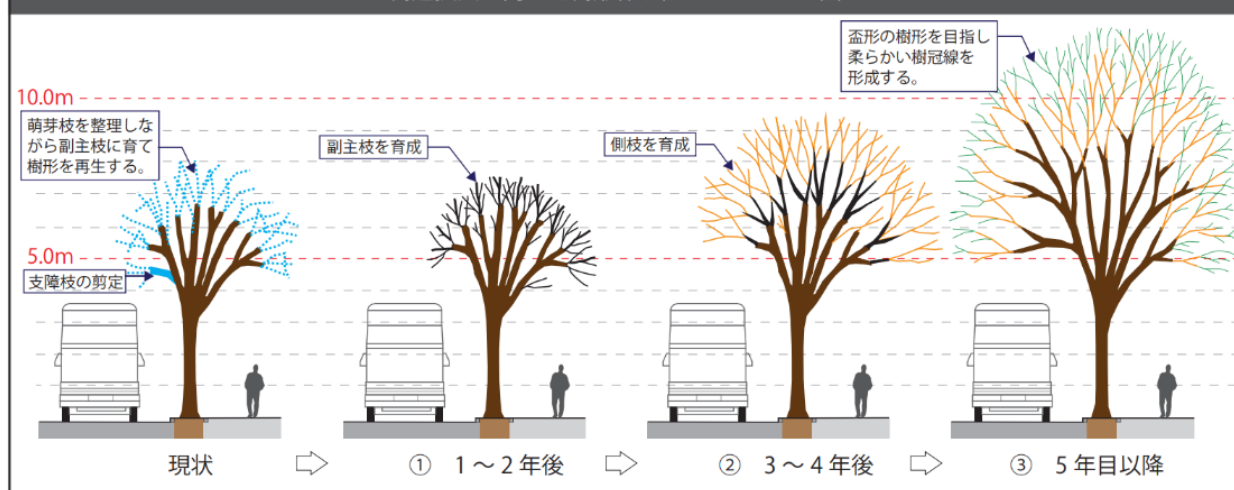 盃形の樹形を目指し
柔らかい樹冠線を
形成する。
10.0m
萌芽枝を整理しな
がら副主枝に育て
樹形を再生する。
副主枝を育成
側枝を育成
5.0m
支障枝の剪定
現状
① 1～2年後
② 3～4年後
③ 5年目以降